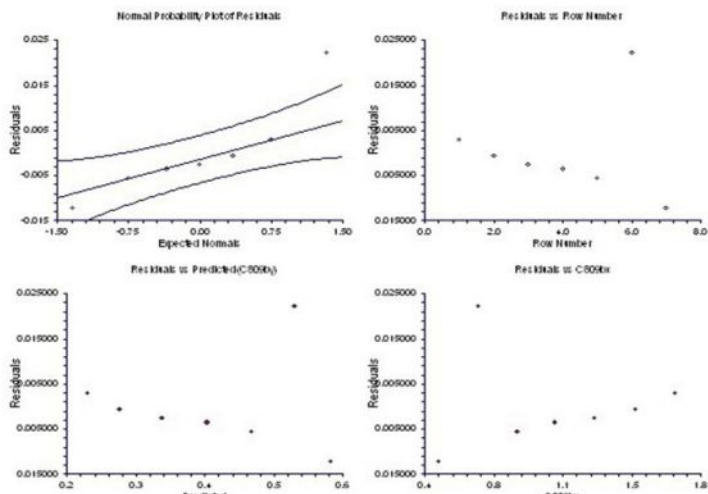 Normal Probability Plot of Residuals
0.025
0.015
0.005
-0.005
-0.015
Residuals
-1.50 -0.75 0.00 0.75 1.50
Expected Normals
Residuals vs Row Number
0.025000
0.015000
0.005000
0.005000
0.015000
Residuals
0.0 2.0 4.0 6.0 8.0
Row Number
Residuals vs Predicted(C809by)
0.025000
0.015000
0.005000
0.005000
0.015000
Residuals
0.2 0.3 0.4 0.5 0.6
Residuals vs C809bx
0.025000
0.015000
0.005000
0.005000
0.015000
Residuals
0.4 0.8 1.1 1.5 1.8